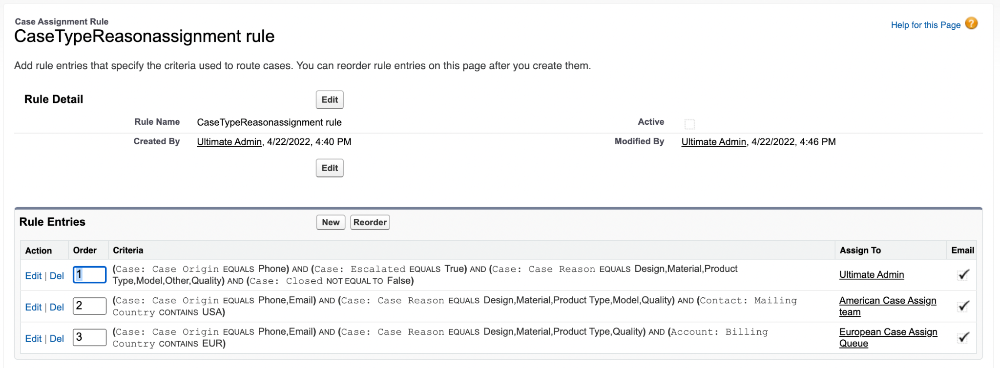 Case Assignment Rule
CaseTypeReasonassignment rule
Help for this Page ?
Add rule entries that specify the criteria used to route cases. You can reorder rule entries on this page after you create them.
Rule Detail
Edit
Rule Name CaseTypeReasonassignment rule Active
Created By Ultimate Admin, 4/22/2022, 4:40 PM Modified By Ultimate Admin, 4/22/2022, 4:46 PM
Edit
Rule Entries New Reorder
Action Order Criteria Assign To Email
Edit | Del 1 (Case: Case Origin EQUALS Phone) AND (Case: Escalated EQUALS True) AND (Case: Case Reason EQUALS Design,Material,Product
Type,Model,Other,Quality) AND (Case: Closed NOT EQUAL TO False) Ultimate Admin
Edit | Del 2 (Case: Case Origin EQUALS Phone,Email) AND (Case: Case Reason EQUALS Design,Material,Product Type,Model,Quality) AND (Contact: Mailing
Country CONTAINS USA) American Case Assign
team
Edit | Del 3 (Case: Case Origin EQUALS Phone,Email) AND (Case: Case Reason EQUALS Design,Material,Product Type,Quality) AND (Account: Billing
Country CONTAINS EUR) European Case Assign
Queue